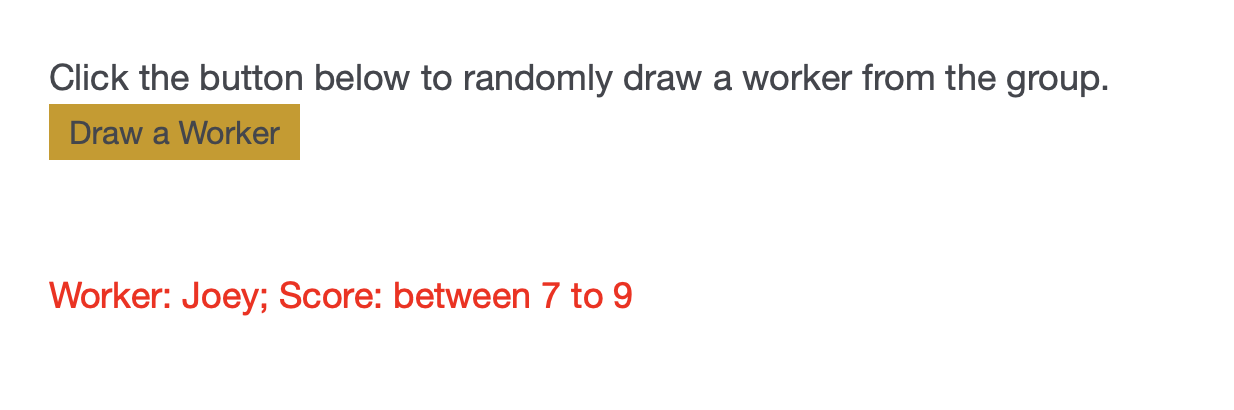 Click the button below to randomly draw a worker from the group.
Draw a Worker
Worker: Joey; Score: between 7 to 9